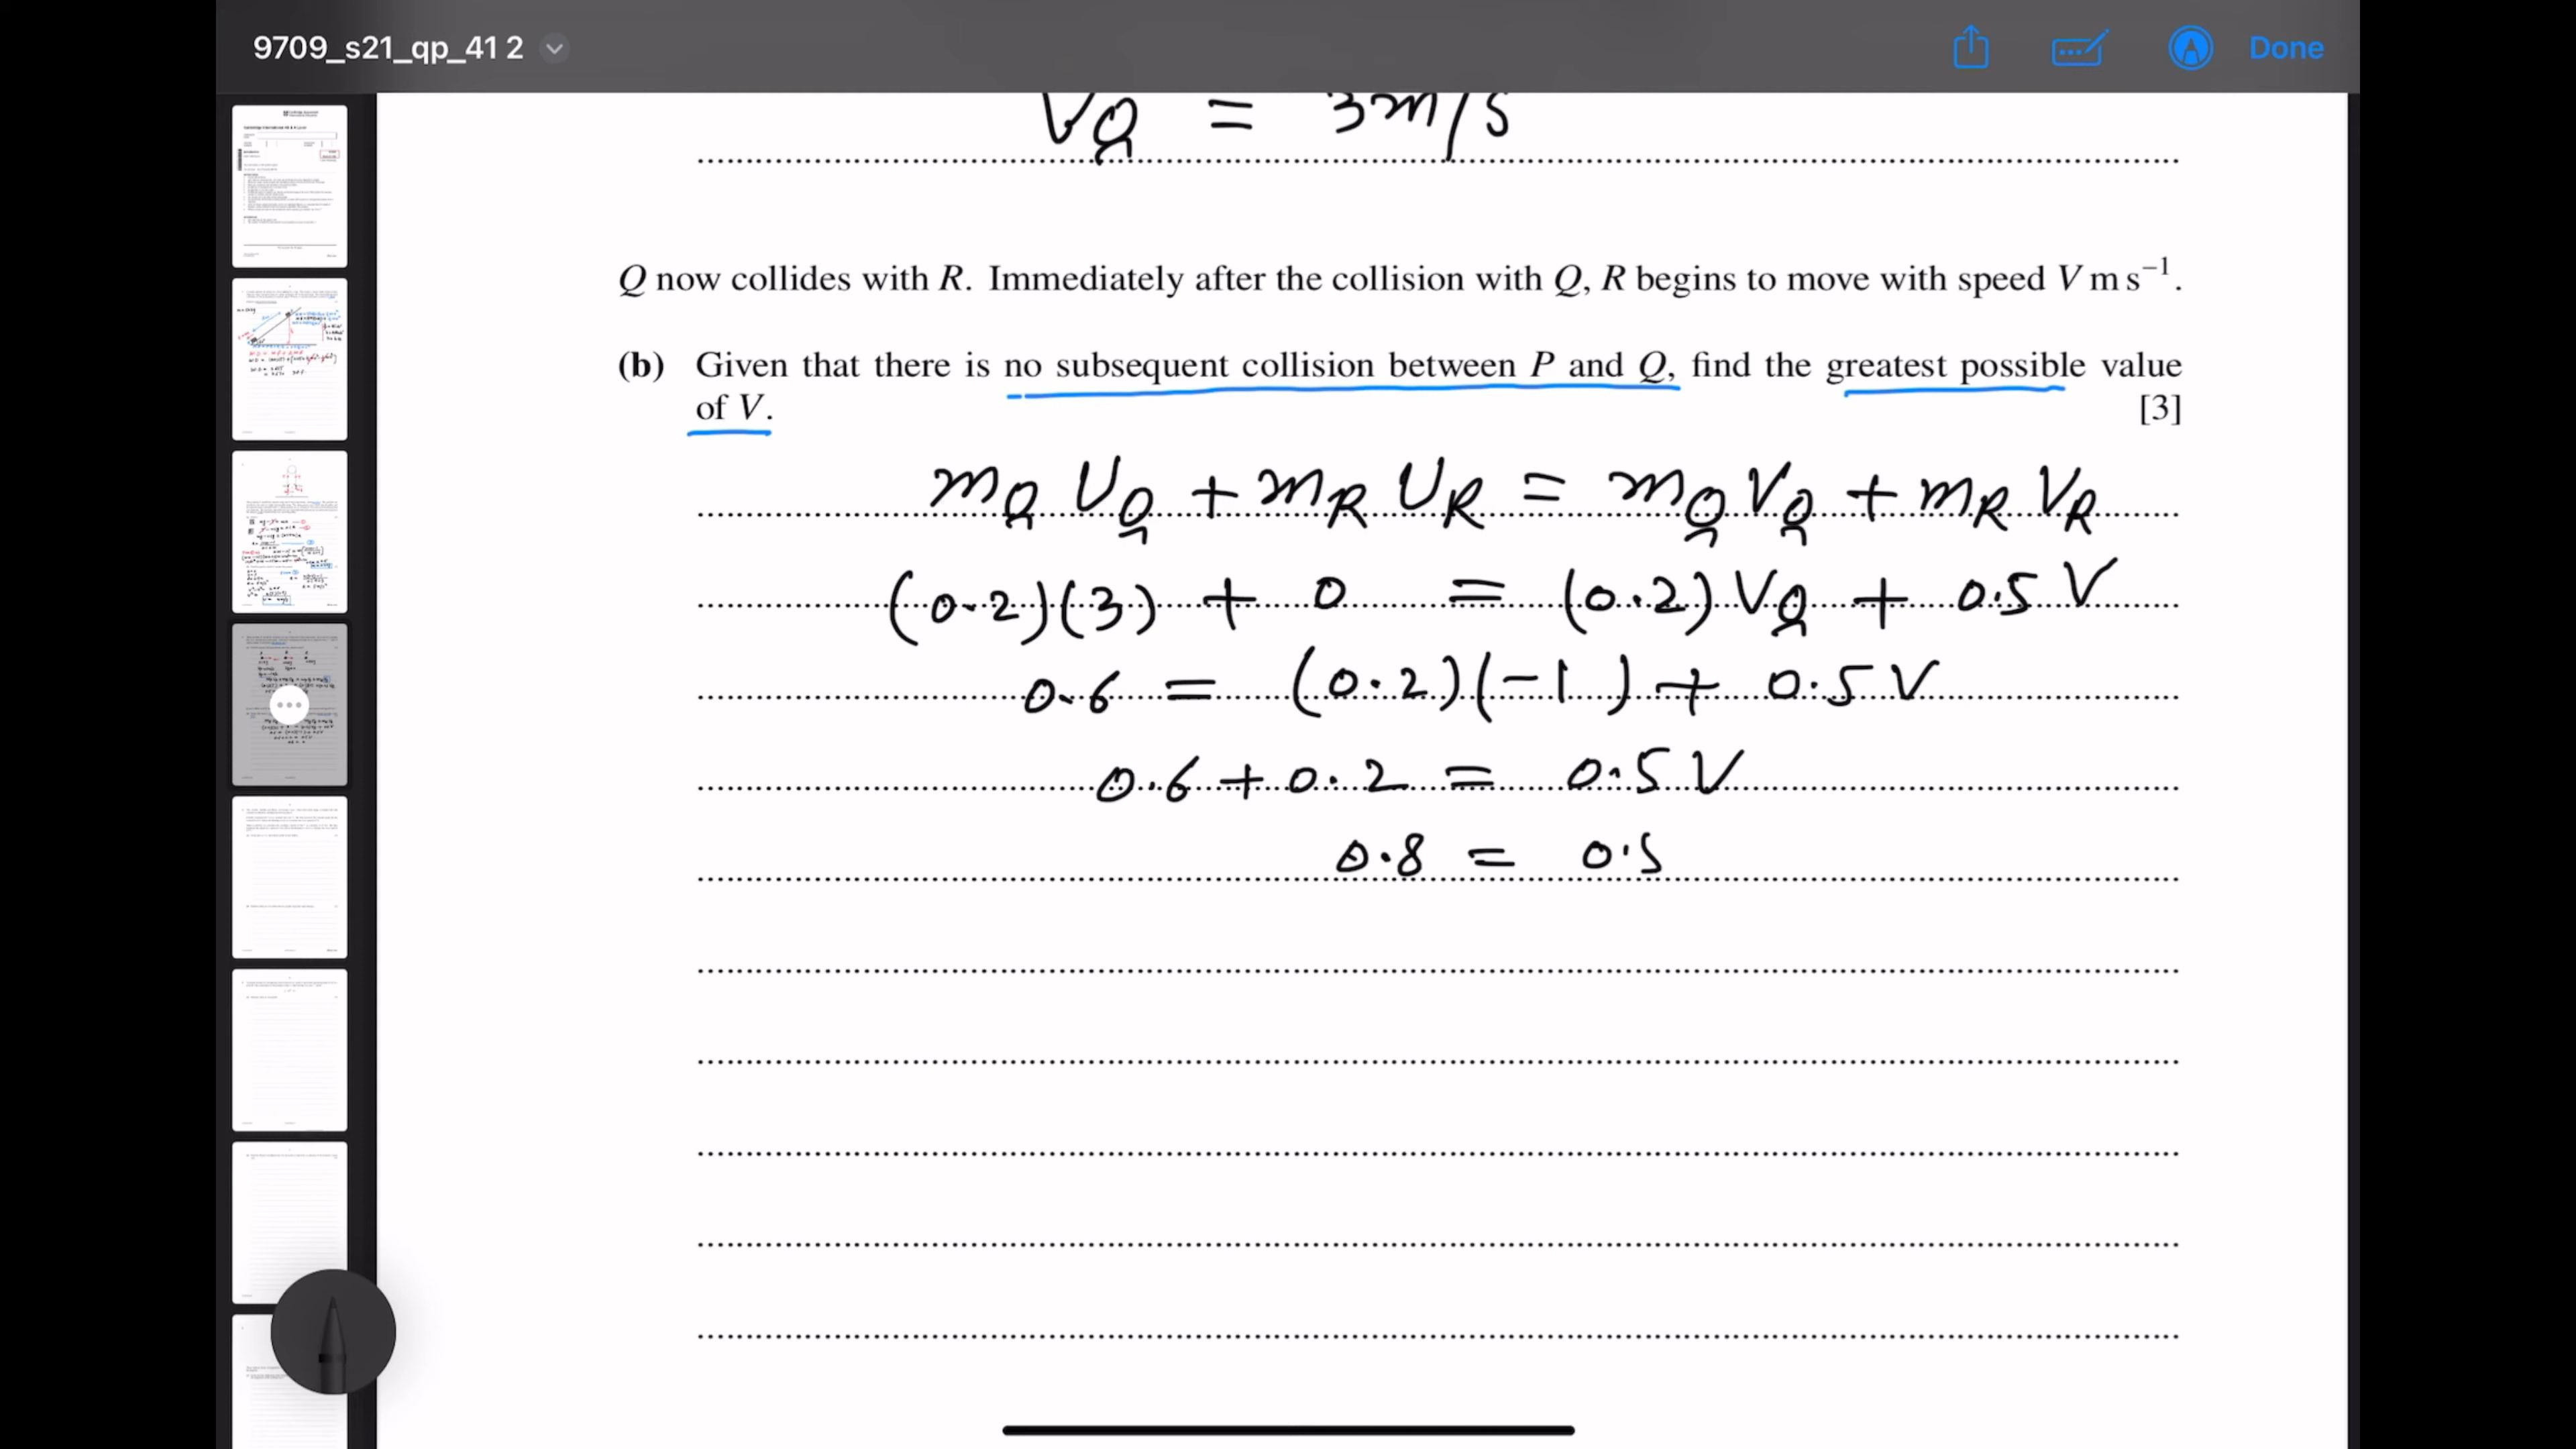 9709_s21_qp_41 2
Done
VQ = 3m/s
Q now collides with R. Immediately after the collision with Q, R begins to move with speed V m s⁻¹.
(b) Given that there is no subsequent collision between P and Q, find the greatest possible value
of V. [3]
mQ UQ + mR UR = mQ VQ + mR VR
(0.2)(3) + 0 = (0.2) VQ + 0.5 V
0.6 = (0.2)(-1) + 0.5 V
0.6 + 0.2 = 0.5 V
0.8 = 0.5